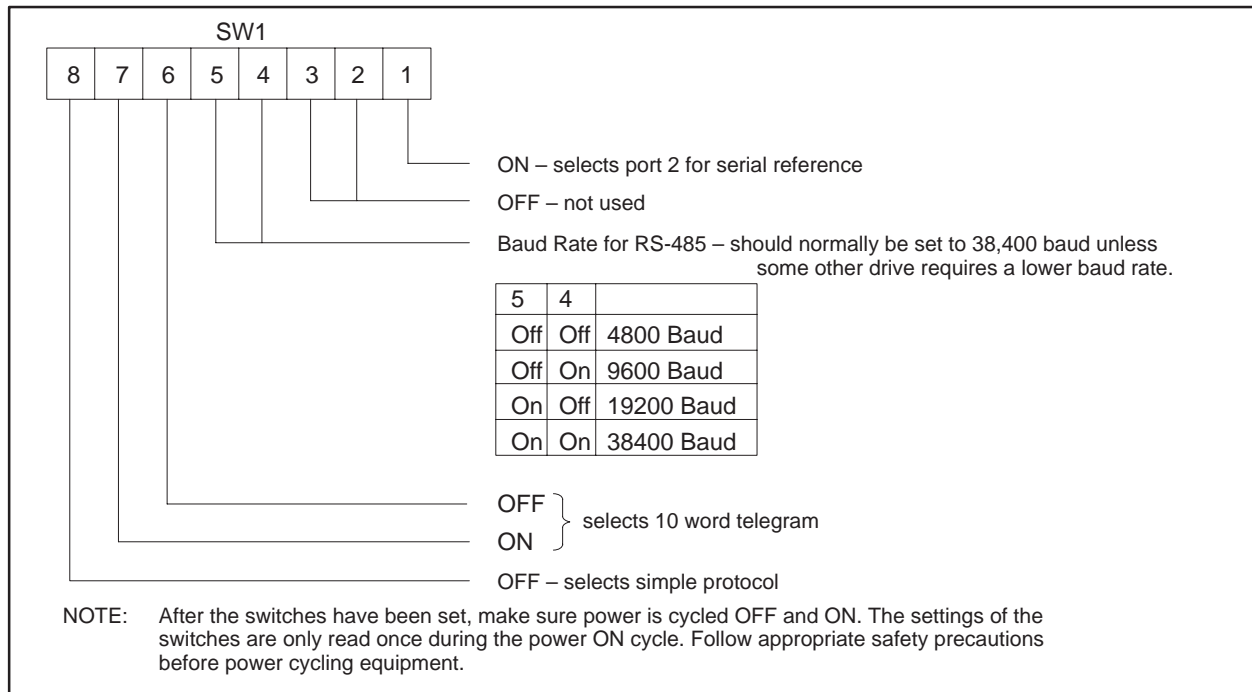 SW1
8 7 6 5 4 3 2 1
ON – selects port 2 for serial reference
OFF – not used
Baud Rate for RS-485 – should normally be set to 38,400 baud unless
some other drive requires a lower baud rate.
5 4
Off Off 4800 Baud
Off On 9600 Baud
On Off 19200 Baud
On On 38400 Baud
OFF
selects 10 word telegram
ON
OFF – selects simple protocol
NOTE: After the switches have been set, make sure power is cycled OFF and ON. The settings of the
switches are only read once during the power ON cycle. Follow appropriate safety precautions
before power cycling equipment.